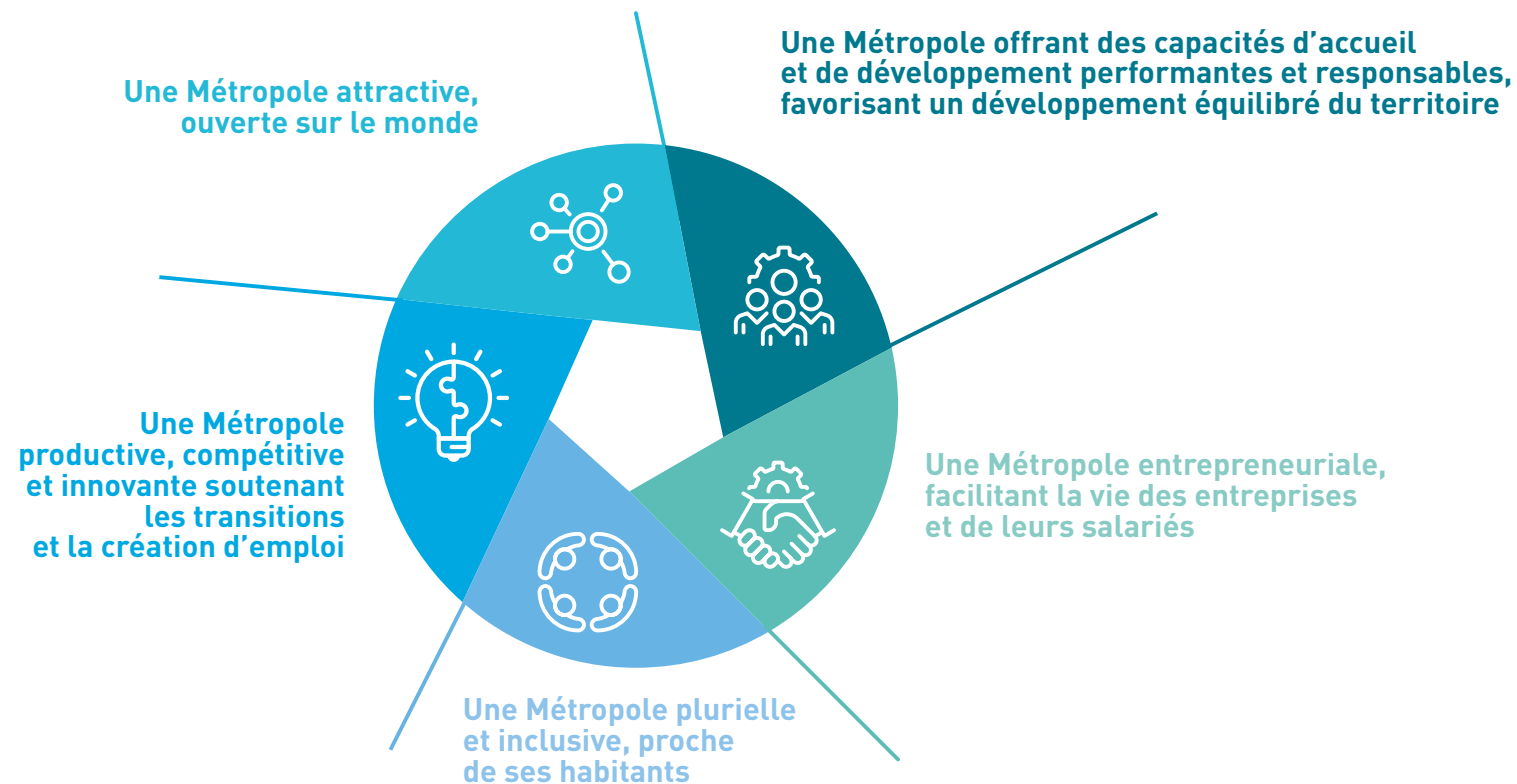 Une Métropole attractive,
ouverte sur le monde
Une Métropole offrant des capacités d’accueil
et de développement performantes et responsables,
favorisant un développement équilibré du territoire
Une Métropole entrepreneuriale,
facilitant la vie des entreprises
et de leurs salariés
Une Métropole plurielle
et inclusive, proche
de ses habitants
Une Métropole
productive, compétitive
et innovante soutenant
les transitions
et la création d’emploi